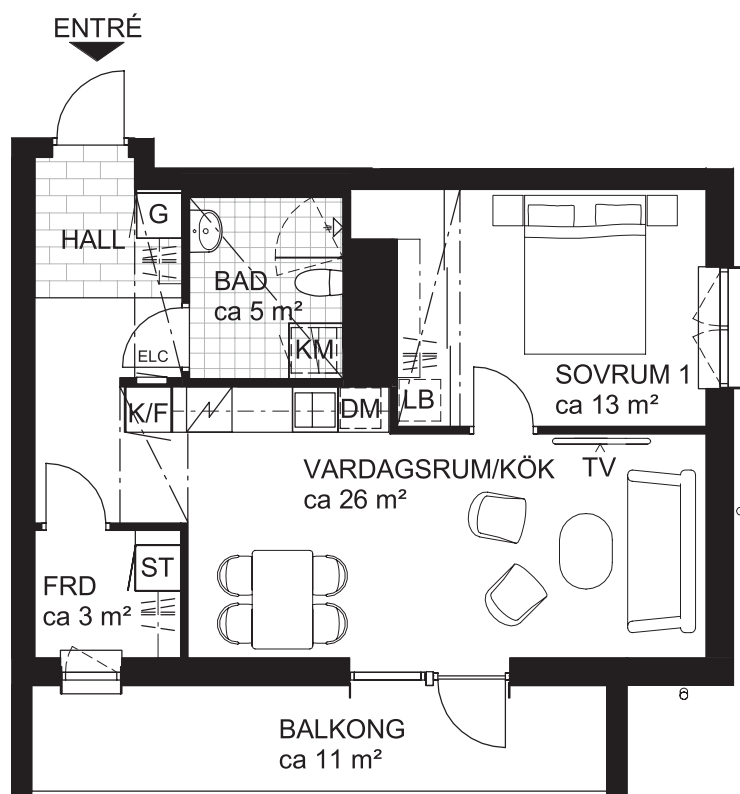 ENTRÉ
G
HALL
BAD
ca 5 m²
KM
ELC
SOVRUM 1
ca 13 m²
K/F
DM
LB
VARDAGSRUM/KÖK
ca 26 m²
TV
ST
FRD
ca 3 m²
BALKONG
ca 11 m²